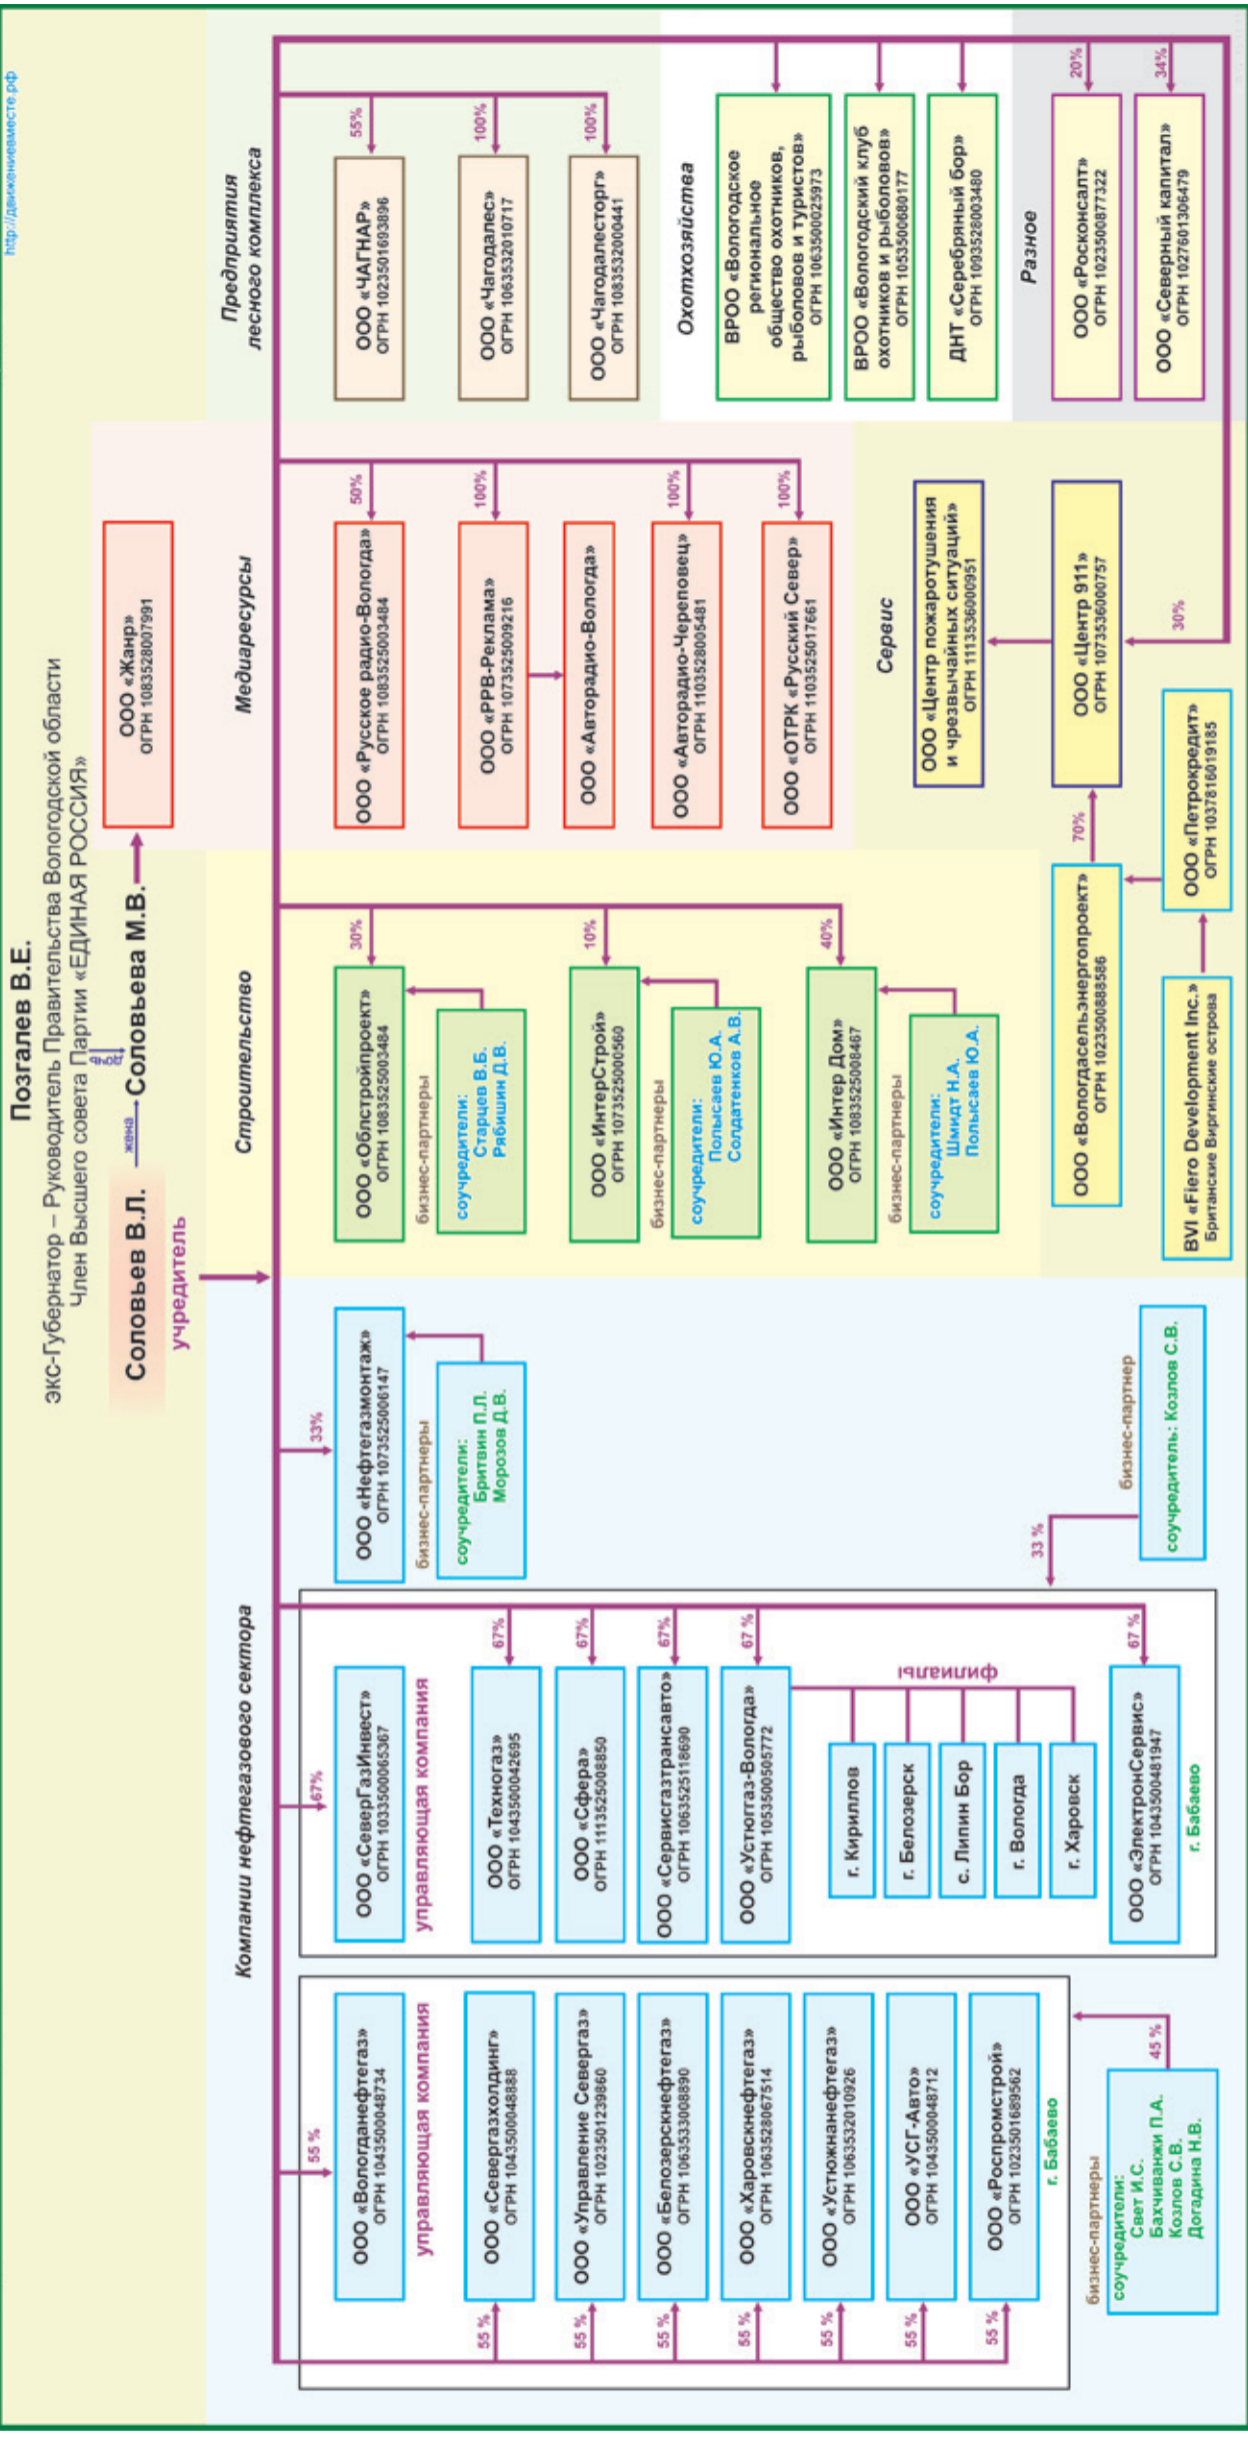 http://движениевместе.рф
Позгалев В.Е.
экс-Губернатор – Руководитель Правительства Вологодской области
Член Высшего совета Партии «ЕДИНАЯ РОССИЯ»
Соловьев В.Л.
жена
Соловьева М.В.
ООО «Жанр»
ОГРН 1083528007991
учредитель
Компании нефтегазового сектора
55 %
ООО «Вологданефтегаз»
ОГРН 1043500048734
управляющая компания
55 %
ООО «Севергазхолдинг»
ОГРН 1043500048888
55 %
ООО «Управление Севергаз»
ОГРН 1023501239860
55 %
ООО «Белозерскнефтегаз»
ОГРН 1063533008890
55 %
ООО «Харовскнефтегаз»
ОГРН 1063528067514
55 %
ООО «Устюжнанефтегаз»
ОГРН 1063532010926
55 %
ООО «УСГ-Авто»
ОГРН 1043500048712
55 %
ООО «Роспромстрой»
ОГРН 1023501689562
г. Бабаево
45 %
бизнес-партнеры
соучредители:
Свет И.С.
Бахчиванжи П.А.
Козлов С.В.
Догадина Н.В.
67%
ООО «СеверГазИнвест»
ОГРН 1033500065367
управляющая компания
67%
ООО «Техногаз»
ОГРН 1043500042695
67%
ООО «Сфера»
ОГРН 1113525008850
67%
ООО «Сервисгазтрансавто»
ОГРН 1063525118690
67 %
ООО «Устюггаз-Вологда»
ОГРН 1053500505772
филиалы
г. Кириллов
г. Белозерск
с. Липин Бор
г. Вологда
г. Харовск
67 %
ООО «ЭлектронСервис»
ОГРН 1043500481947
г. Бабаево
33 %
бизнес-партнер
соучредитель: Козлов С.В.
33%
ООО «Нефтегазмонтаж»
ОГРН 1073525006147
бизнес-партнеры
соучредители:
Бритвин П.Л.
Морозов Д.В.
Строительство
30%
ООО «Облстройпроект»
ОГРН 1083525003484
бизнес-партнеры
соучредители:
Старцев В.Б.
Рябишин Д.В.
10%
ООО «ИнтерСтрой»
ОГРН 1073525000560
бизнес-партнеры
соучредители:
Полысаев Ю.А.
Солдатенков А.В.
40%
ООО «Интер Дом»
ОГРН 1083525008467
бизнес-партнеры
соучредители:
Шмидт Н.А.
Полысаев Ю.А.
Медиаресурсы
50%
ООО «Русское радио-Вологда»
ОГРН 1083525003484
100%
ООО «РРВ-Реклама»
ОГРН 1073525009216
ООО «Авторадио-Вологда»
100%
ООО «Авторадио-Череповец»
ОГРН 1103528005481
100%
ООО «ОТРК «Русский Север»
ОГРН 1103525017661
Сервис
ООО «Центр пожаротушения
и чрезвычайных ситуаций»
ОГРН 1113536000951
ООО «Центр 911»
ОГРН 1073536000757
30%
70%
ООО «Вологдасельэнергопроект»
ОГРН 1023500888586
ООО «Петрокредит»
ОГРН 1037816019185
BVI «Fiero Development Inc.»
Британские Виргинские острова
Предприятия
лесного комплекса
55%
ООО «ЧАГНАР»
ОГРН 1023501693896
100%
ООО «Чагодалес»
ОГРН 1063532010717
100%
ООО «Чагодалесторг»
ОГРН 1083532000441
Охотхозяйства
ВРОО «Вологодское
региональное
общество охотников,
рыболовов и туристов»
ОГРН 1063500025973
ВРОО «Вологодский клуб
охотников и рыболовов»
ОГРН 1053500680177
ДНТ «Серебряный бор»
ОГРН 1093528003480
Разное
20%
ООО «Росконсалт»
ОГРН 1023500877322
34%
ООО «Северный капитал»
ОГРН 1027601306479